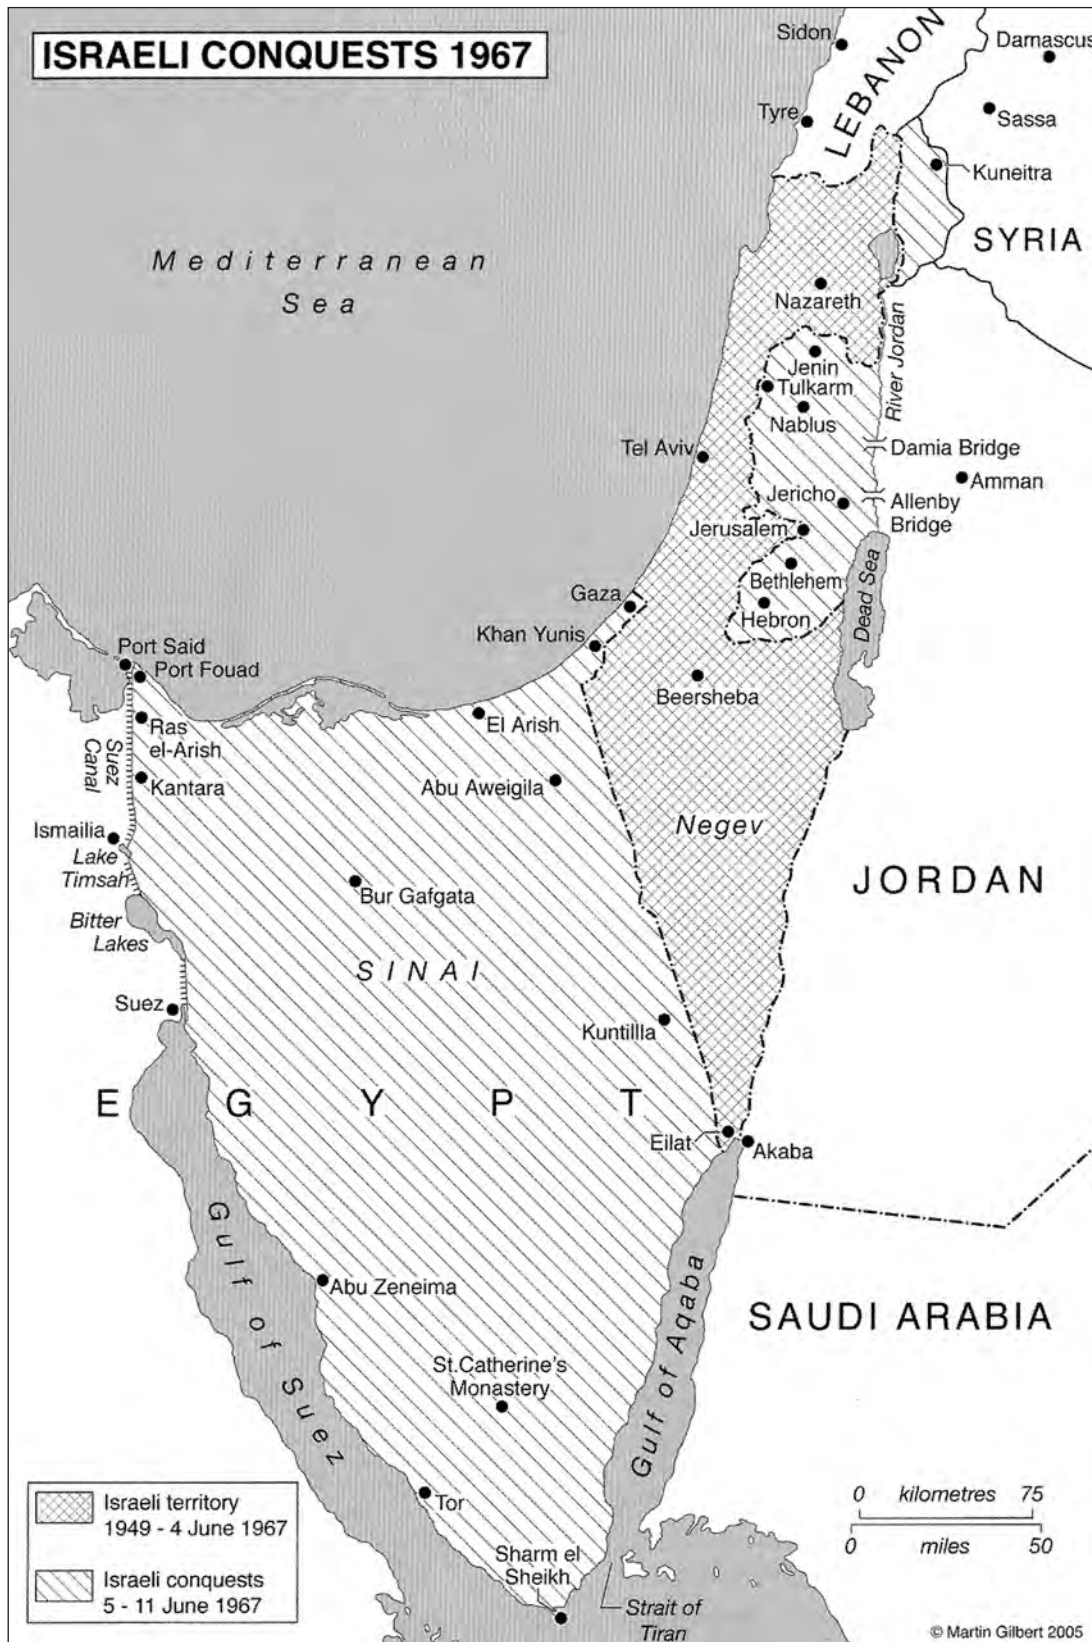 ISRAELI CONQUESTS 1967
Sidon
LEBANON
Damascus
Tyre
Sassa
Kuneitra
SYRIA
Mediterranean
Sea
Nazareth
River Jordan
Jenin
Tulkarm
Nablus
Tel Aviv
Damia Bridge
Amman
Jericho
Allenby
Bridge
Jerusalem
Bethlehem
Dead Sea
Gaza
Hebron
Khan Yunis
Port Said
Port Fouad
Beersheba
El Arish
Ras
el-Arish
Suez
Canal
Kantara
Abu Aweigila
Negev
Ismailia
Lake
Timsah
JORDAN
Bur Gafgata
Bitter
Lakes
SINAI
Suez
Kuntillla
EGYPT
Eilat
Akaba
Gulf of Suez
Gulf of Aqaba
Abu Zeneima
SAUDI ARABIA
St.Catherine's
Monastery
Tor
Sharm el
Sheikh
Strait of
Tiran
Israeli territory
1949 - 4 June 1967
Israeli conquests
5 - 11 June 1967
0 kilometres 75
0 miles 50
© Martin Gilbert 2005